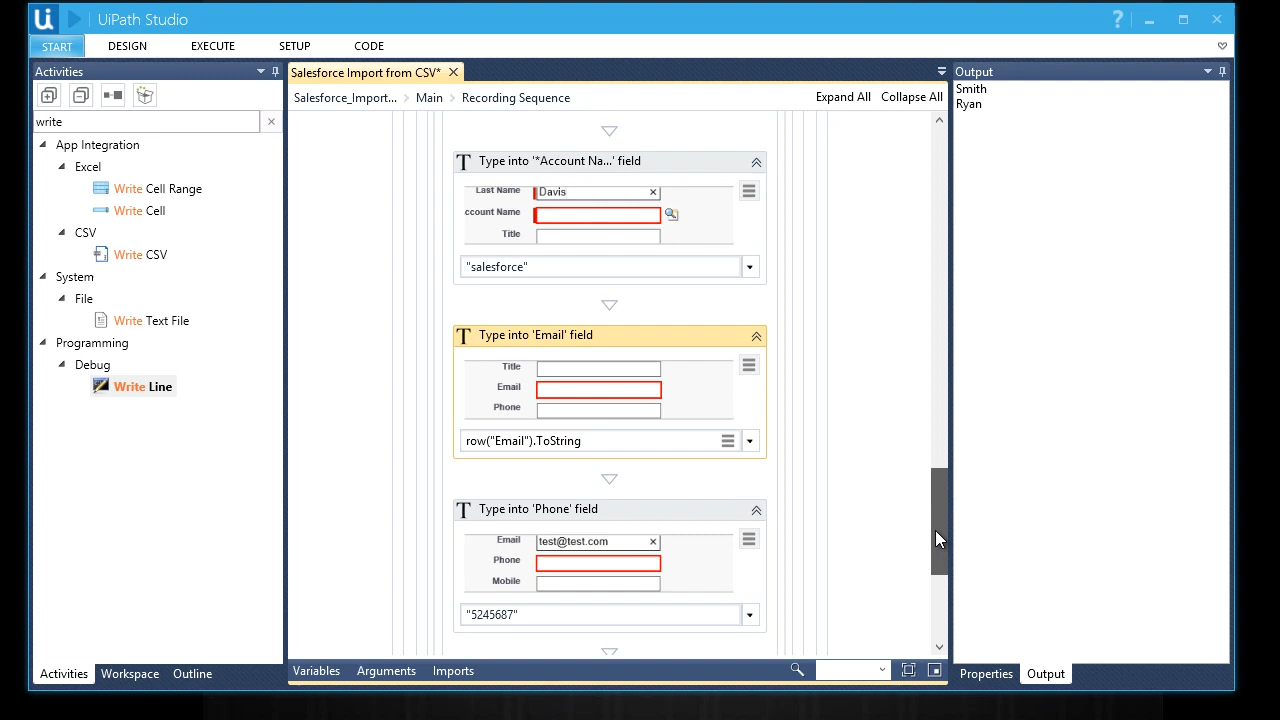 UiPath Studio
START
DESIGN
EXECUTE
SETUP
CODE
Activities
write
App Integration
Excel
Write Cell Range
Write Cell
CSV
Write CSV
System
File
Write Text File
Programming
Debug
Write Line
Activities
Workspace
Outline
Salesforce Import from CSV*
Salesforce_Import... > Main > Recording Sequence
Expand All
Collapse All
Type into '*Account Na...' field
Last Name
Davis
ccount Name
Title
"salesforce"
Type into 'Email' field
Title
Email
Phone
row("Email").ToString
Type into 'Phone' field
Email
test@test.com
Phone
Mobile
"5245687"
Variables
Arguments
Imports
Output
Smith
Ryan
Properties
Output